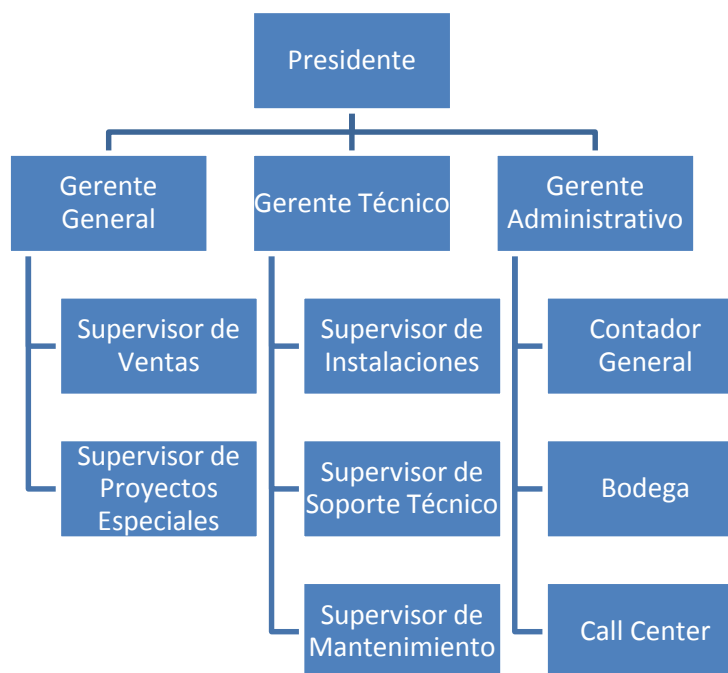 Presidente
Gerente
General
Gerente Técnico
Gerente
Administrativo
Supervisor de
Ventas
Supervisor de
Instalaciones
Contador
General
Supervisor de
Proyectos
Especiales
Supervisor de
Soporte Técnico
Bodega
Supervisor de
Mantenimiento
Call Center